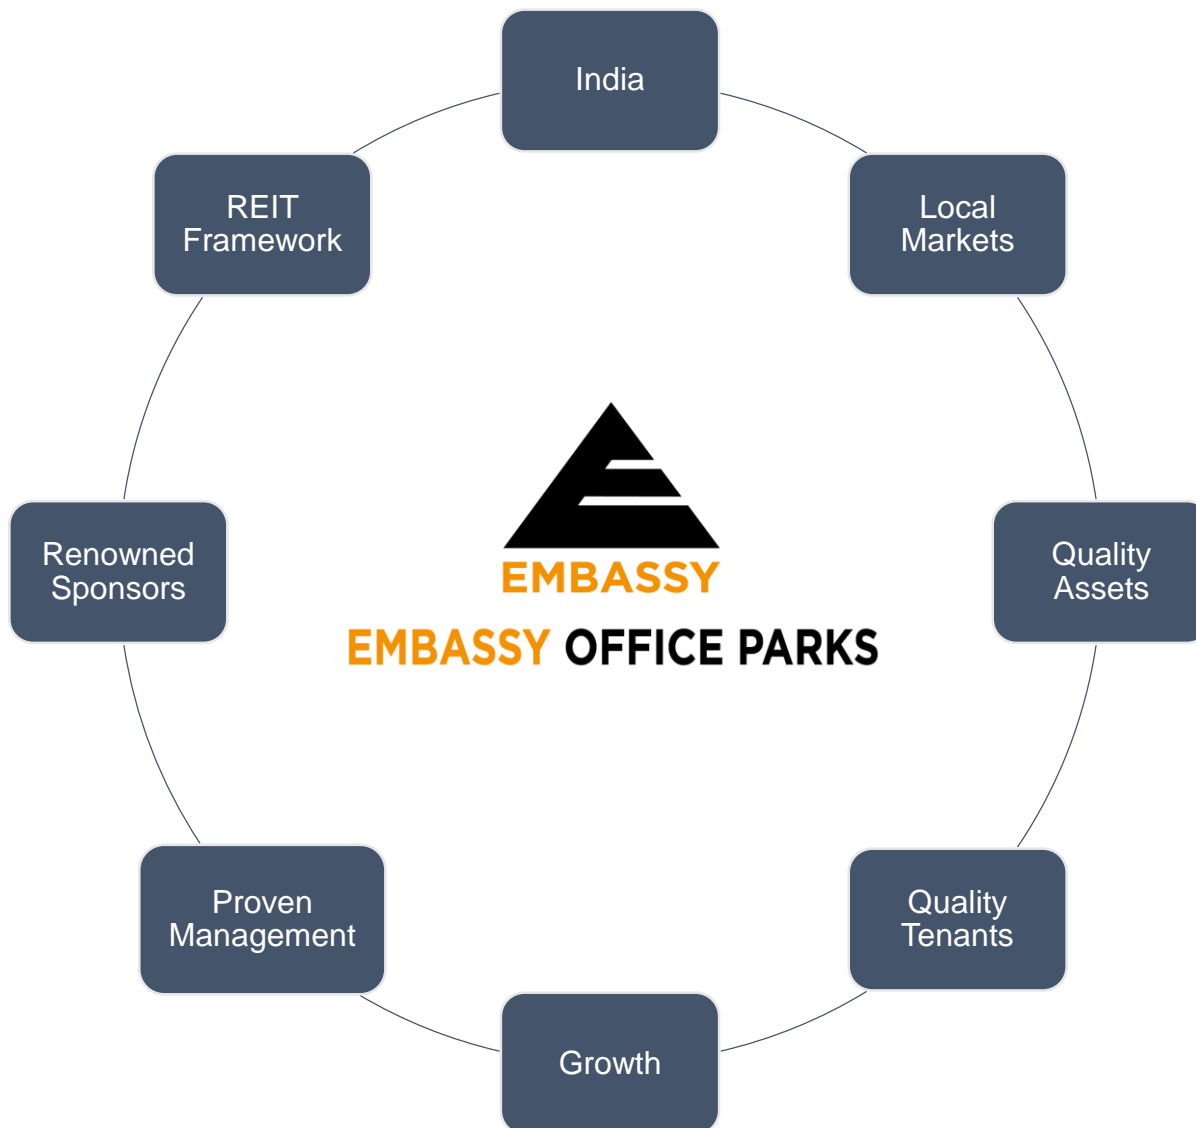 India
REIT
Framework
Local
Markets
EMBASSY
EMBASSY OFFICE PARKS
Renowned
Sponsors
Quality
Assets
Proven
Management
Quality
Tenants
Growth